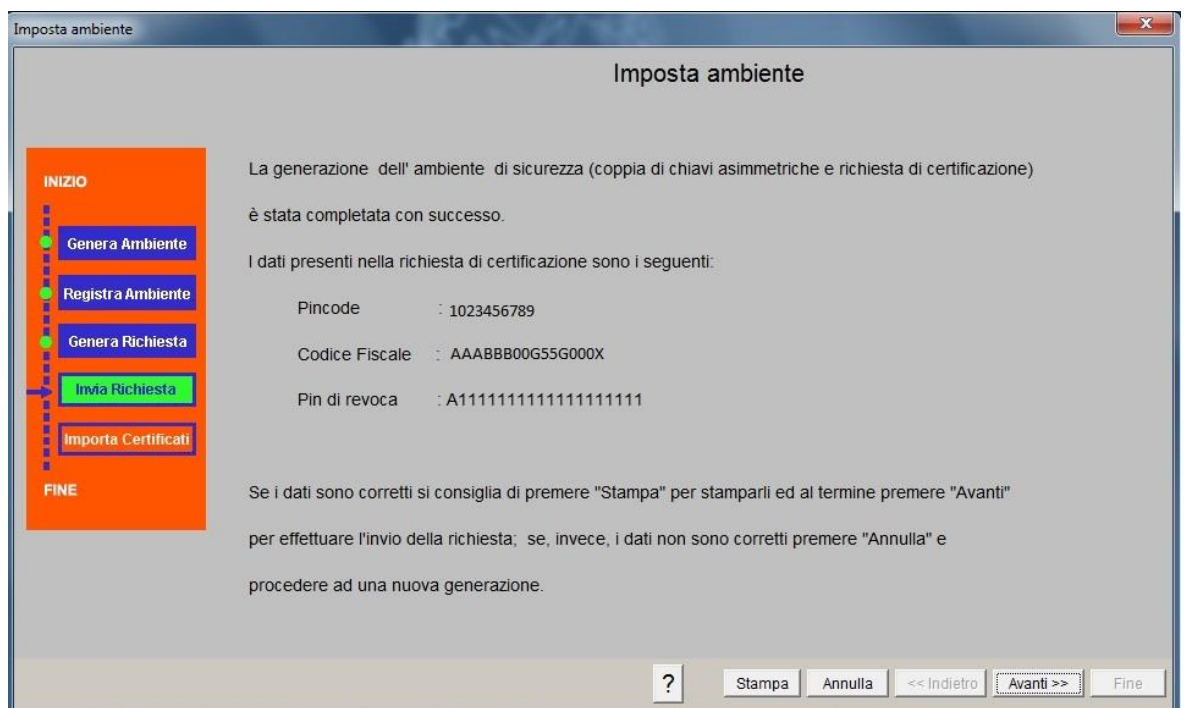 Imposta ambiente
Imposta ambiente
INIZIO
Genera Ambiente
Registra Ambiente
Genera Richiesta
Invia Richiesta
Importa Certificati
FINE
La generazione dell' ambiente di sicurezza (coppia di chiavi asimmetriche e richiesta di certificazione)
è stata completata con successo.
I dati presenti nella richiesta di certificazione sono i seguenti:
Pincode : 1023456789
Codice Fiscale : AAABBB00G55G000X
Pin di revoca : A1111111111111111111
Se i dati sono corretti si consiglia di premere "Stampa" per stamparli ed al termine premere "Avanti"
per effettuare l'invio della richiesta; se, invece, i dati non sono corretti premere "Annulla" e
procedere ad una nuova generazione.
? Stampa Annulla << Indietro Avanti >> Fine